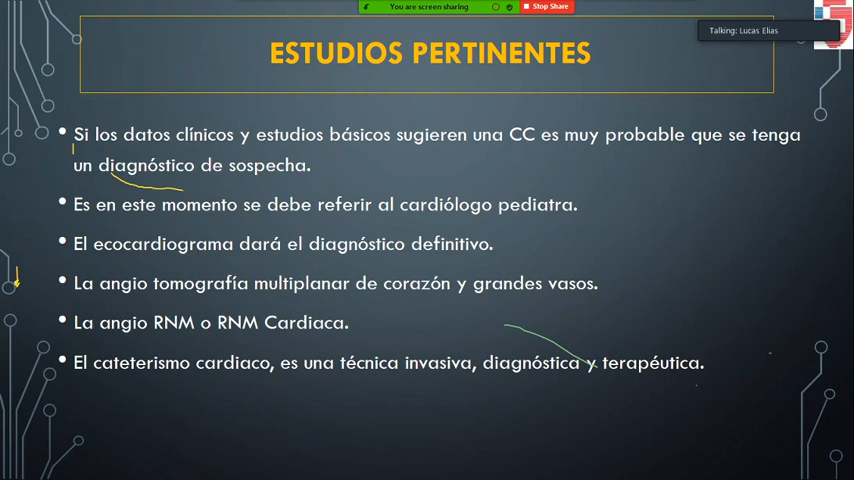 You are screen sharing
Stop Share
Talking: Lucas Elias
ESTUDIOS PERTINENTES
• Si los datos clínicos y estudios básicos sugieren una CC es muy probable que se tenga
un diagnóstico de sospecha.
• Es en este momento se debe referir al cardiólogo pediatra.
• El ecocardiograma dará el diagnóstico definitivo.
• La angio tomografía multiplanar de corazón y grandes vasos.
• La angio RNM o RNM Cardiaca.
• El cateterismo cardiaco, es una técnica invasiva, diagnóstica y terapéutica.